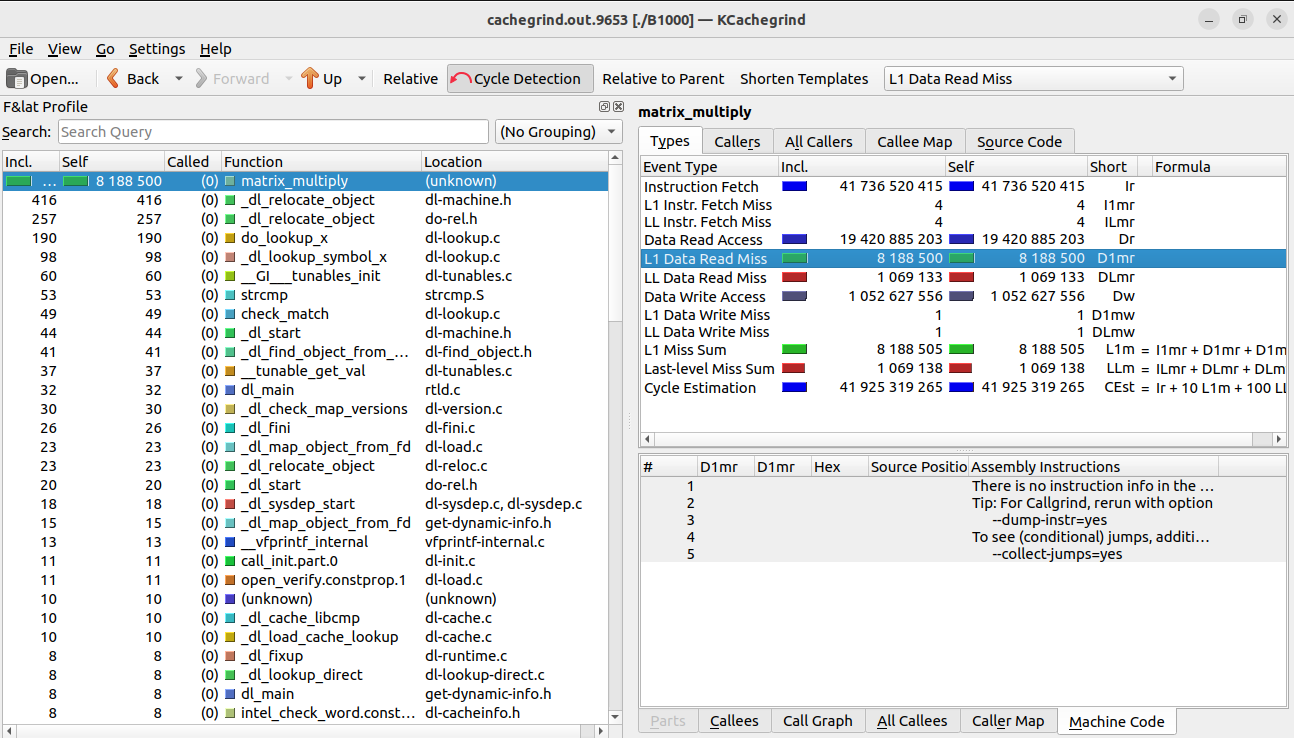 cachegrind.out.9653 [./B1000] — KCachegrind
File View Go Settings Help
Open... Back Forward Up Relative Cycle Detection Relative to Parent Shorten Templates L1 Data Read Miss
F&lat Profile
Search: Search Query (No Grouping)
Incl. Self Called Function Location
... 8 188 500 (0) matrix_multiply (unknown)
416 416 (0) _dl_relocate_object dl-machine.h
257 257 (0) _dl_relocate_object do-rel.h
190 190 (0) do_lookup_x dl-lookup.c
98 98 (0) _dl_lookup_symbol_x dl-lookup.c
60 60 (0) __GI___tunables_init dl-tunables.c
53 53 (0) strcmp strcmp.S
49 49 (0) check_match dl-lookup.c
44 44 (0) _dl_start dl-machine.h
41 41 (0) _dl_find_object_from_... dl-find_object.h
37 37 (0) __tunable_get_val dl-tunables.c
32 32 (0) dl_main rtld.c
30 30 (0) _dl_check_map_versions dl-version.c
26 26 (0) _dl_fini dl-fini.c
23 23 (0) _dl_map_object_from_fd dl-load.c
23 23 (0) _dl_relocate_object dl-reloc.c
20 20 (0) _dl_start do-rel.h
18 18 (0) _dl_sysdep_start dl-sysdep.c, dl-sysdep.c
15 15 (0) _dl_map_object_from_fd get-dynamic-info.h
13 13 (0) __vfprintf_internal vfprintf-internal.c
11 11 (0) call_init.part.0 dl-init.c
11 11 (0) open_verify.constprop.1 dl-load.c
10 10 (0) (unknown) (unknown)
10 10 (0) _dl_cache_libcmp dl-cache.c
10 10 (0) _dl_load_cache_lookup dl-cache.c
8 8 (0) _dl_fixup dl-runtime.c
8 8 (0) _dl_lookup_direct dl-lookup-direct.c
8 8 (0) dl_main get-dynamic-info.h
8 8 (0) intel_check_word.const... dl-cacheinfo.h
matrix_multiply
Types Callers All Callers Callee Map Source Code
Event Type Incl. Self Short Formula
Instruction Fetch 41 736 520 415 41 736 520 415 Ir
L1 Instr. Fetch Miss 4 4 I1mr
LL Instr. Fetch Miss 4 4 ILmr
Data Read Access 19 420 885 203 19 420 885 203 Dr
L1 Data Read Miss 8 188 500 8 188 500 D1mr
LL Data Read Miss 1 069 133 1 069 133 DLmr
Data Write Access 1 052 627 556 1 052 627 556 Dw
L1 Data Write Miss 1 1 D1mw
LL Data Write Miss 1 1 DLmw
L1 Miss Sum 8 188 505 8 188 505 L1m = I1mr + D1mr + D1m
Last-level Miss Sum 1 069 138 1 069 138 LLm = ILmr + DLmr + DLm
Cycle Estimation 41 925 319 265 41 925 319 265 CEst = Ir + 10 L1m + 100 LL
# D1mr D1mr Hex Source Positio Assembly Instructions
1 There is no instruction info in the ...
2 Tip: For Callgrind, rerun with option
3 --dump-instr=yes
4 To see (conditional) jumps, additi...
5 --collect-jumps=yes
Parts Callees Call Graph All Callees Caller Map Machine Code